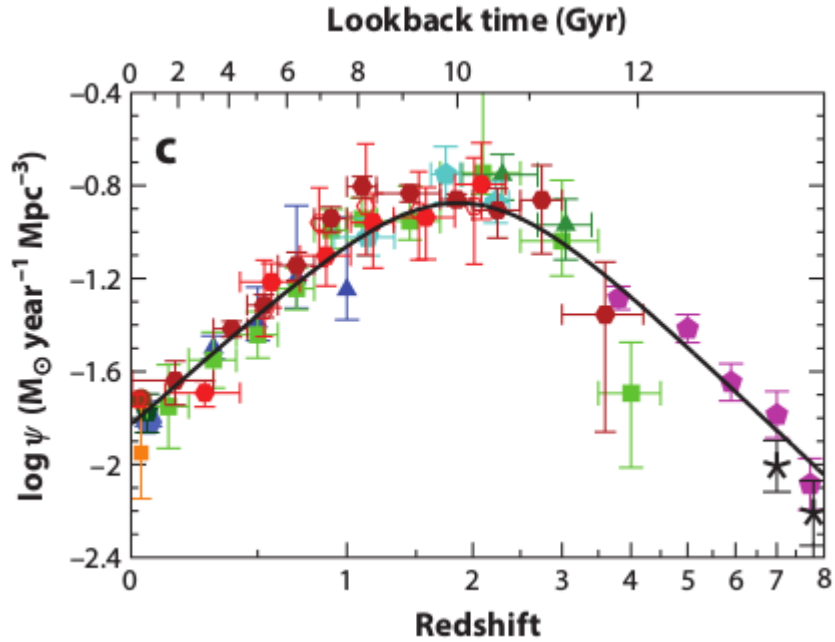 Lookback time (Gyr)
0 2 4 6 8 10 12
C
−0.4
−0.8
−1.2
−1.6
−2
−2.4
log ψ (M⊙ year−1 Mpc−3)
0 1 2 3 4 5 6 7 8
Redshift